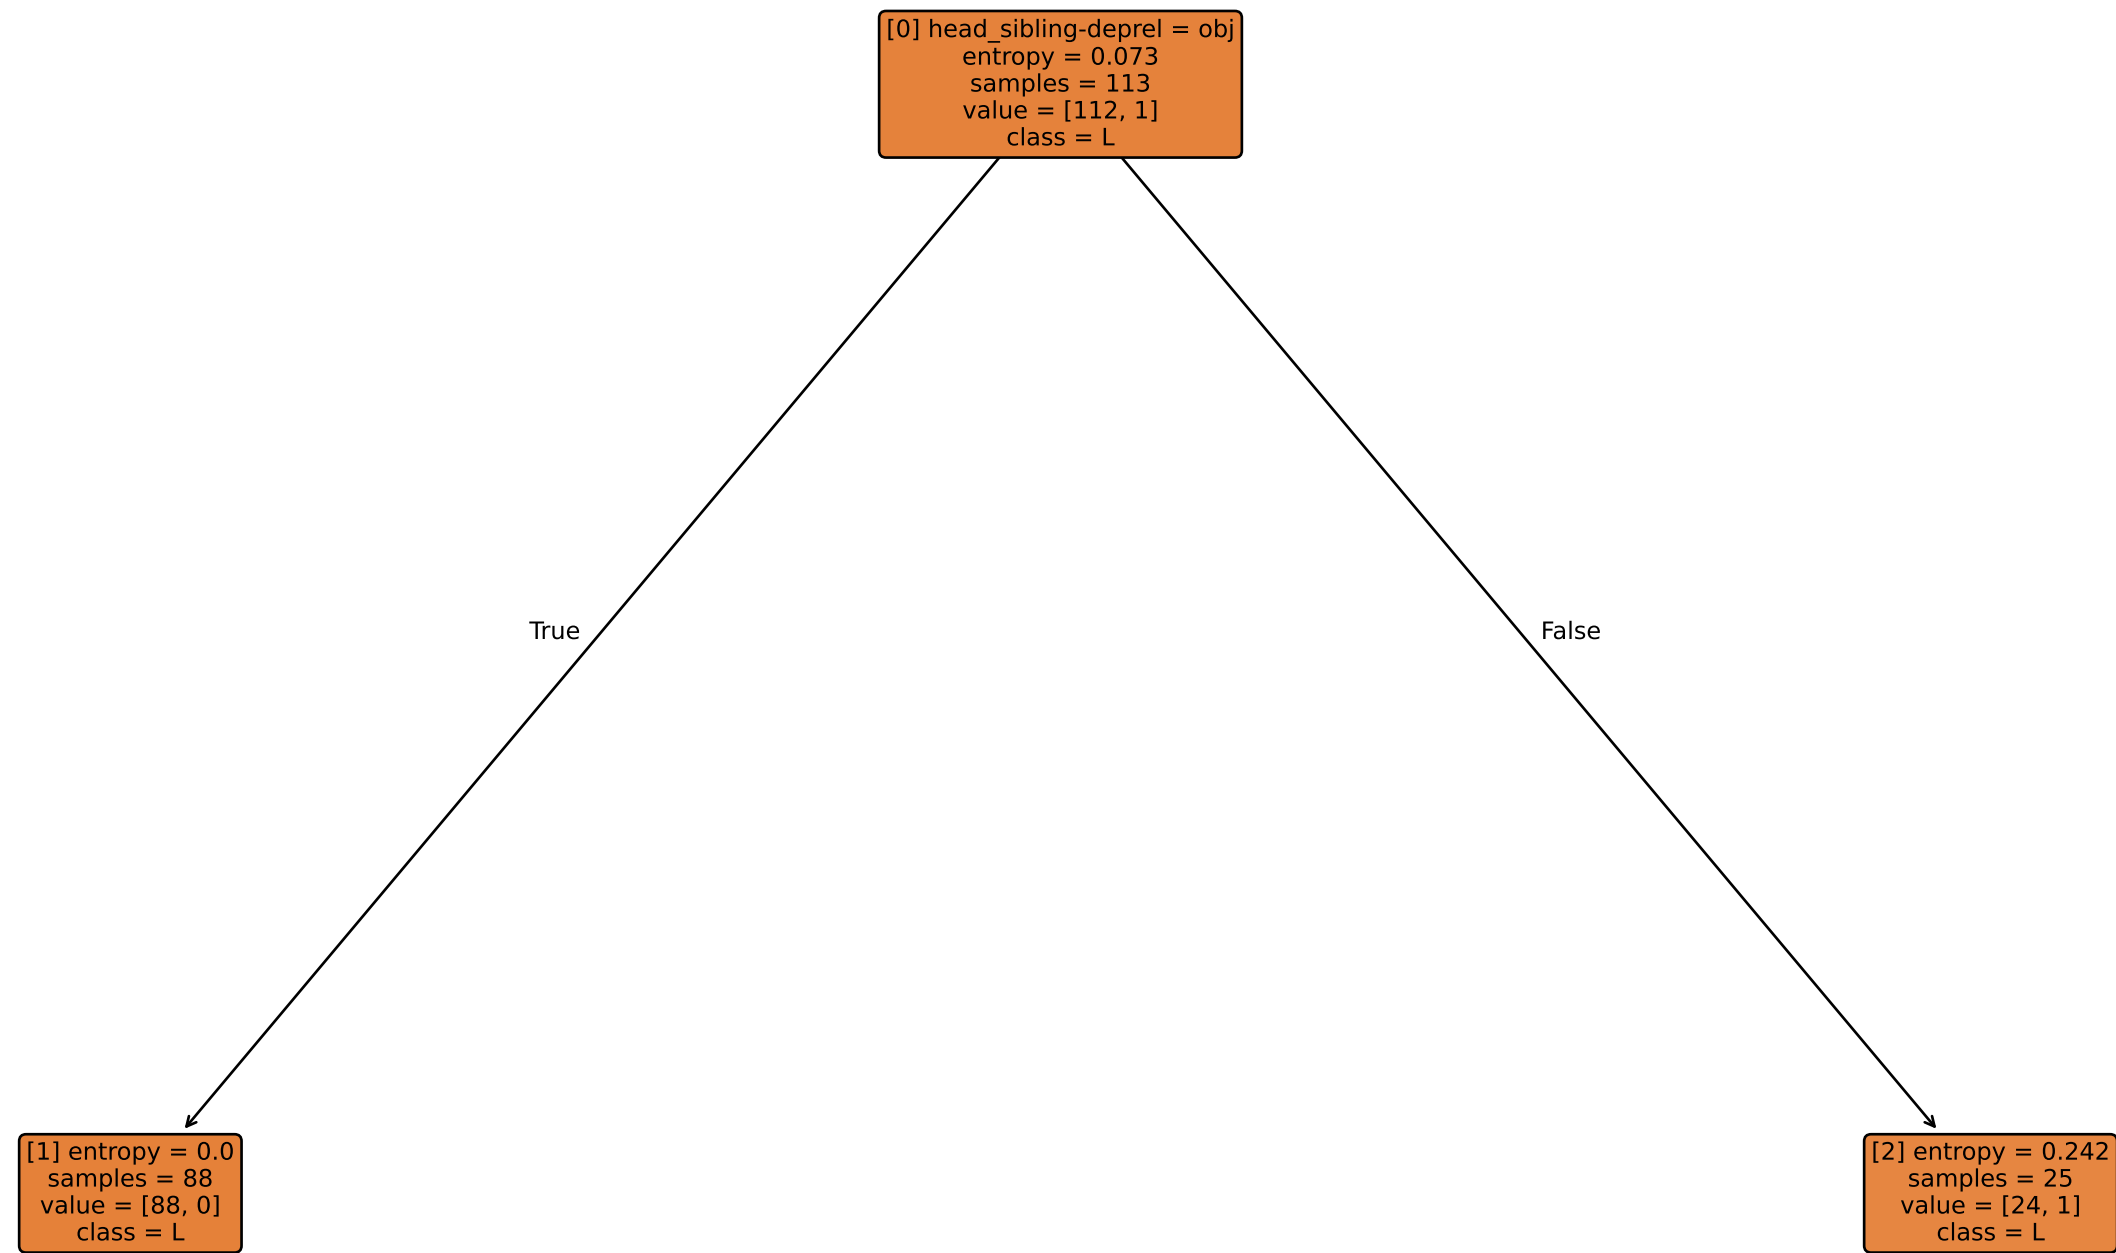 [0] head_sibling-deprel = obj
entropy = 0.073
samples = 113
value = [112, 1]
class = L
True
False
[1] entropy = 0.0
samples = 88
value = [88, 0]
class = L
[2] entropy = 0.242
samples = 25
value = [24, 1]
class = L